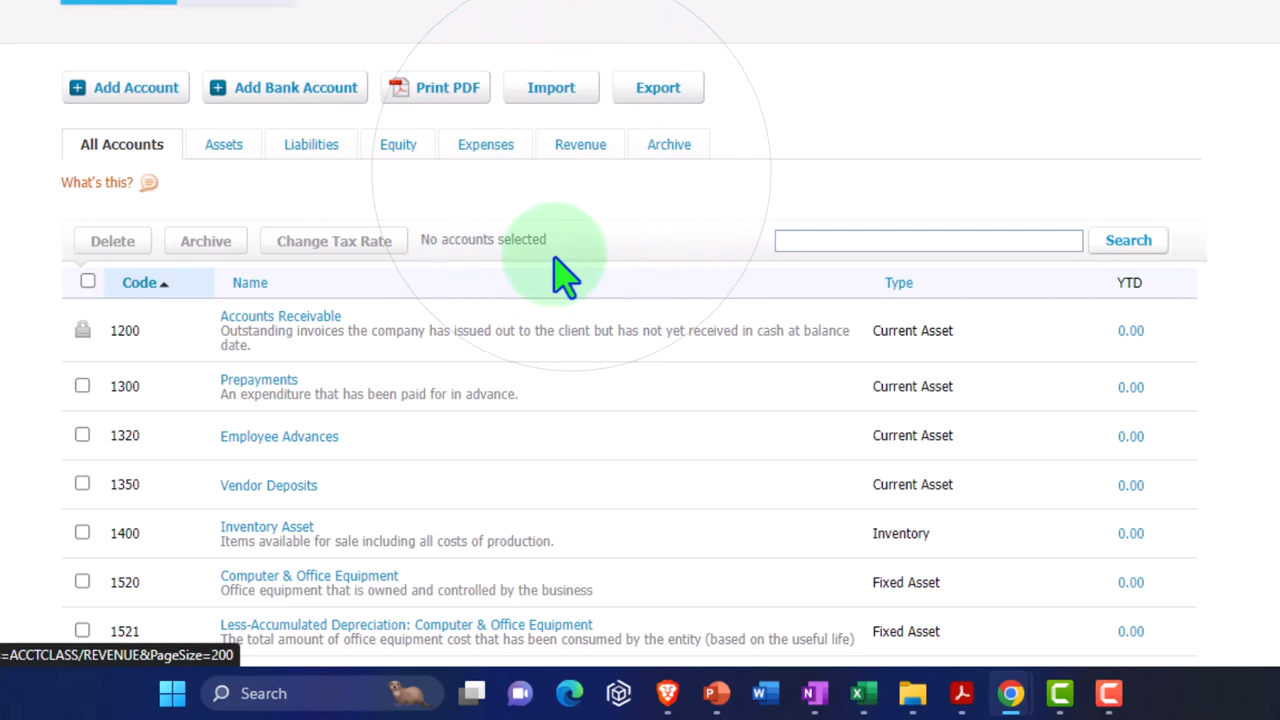 Add Account Add Bank Account Print PDF Import Export
All Accounts Assets Liabilities Equity Expenses Revenue Archive
What's this?
Delete Archive Change Tax Rate No accounts selected Search
Code Name Type YTD
Accounts Receivable
1200 Outstanding invoices the company has issued out to the client but has not yet received in cash at balance Current Asset 0.00
date.
Prepayments
1300 An expenditure that has been paid for in advance. Current Asset 0.00
1320 Employee Advances Current Asset 0.00
1350 Vendor Deposits Current Asset 0.00
Inventory Asset
1400 Items available for sale including all costs of production. Inventory 0.00
Computer & Office Equipment
1520 Office equipment that is owned and controlled by the business Fixed Asset 0.00
Less-Accumulated Depreciation: Computer & Office Equipment
1521 The total amount of office equipment cost that has been consumed by the entity (based on the useful life) Fixed Asset 0.00
=ACCTCLASS/REVENUE&PageSize=200
Search